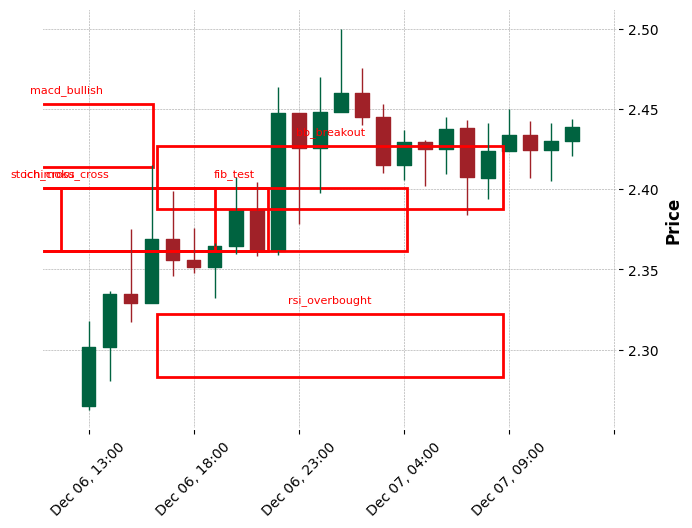 2.50
macd_bullish
2.45
fib_breakout
stoch_cross
ichimoku_cross
fib_test
2.40
2.35
rsi_overbought
2.30
Price
Dec 06, 13:00
Dec 06, 18:00
Dec 06, 23:00
Dec 07, 04:00
Dec 07, 09:00